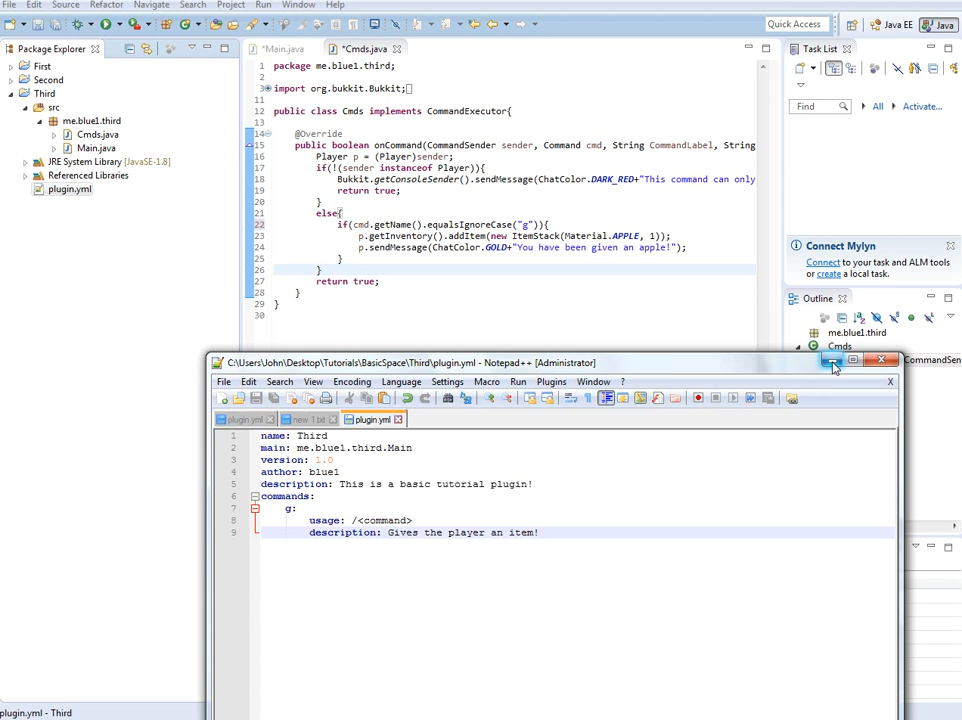 File Edit Source Refactor Navigate Search Project Run Window Help
Quick Access Java EE Java
Package Explorer
First
Second
Third
src
me.blue1.third
Cmds.java
Main.java
JRE System Library [JavaSE-1.8]
Referenced Libraries
plugin.yml
*Main.java *Cmds.java
1 package me.blue1.third;
2
3 import org.bukkit.Bukkit;
11
12 public class Cmds implements CommandExecutor{
13
14 @Override
15 public boolean onCommand(CommandSender sender, Command cmd, String CommandLabel, String
16 Player p = (Player)sender;
17 if(!(sender instanceof Player)){
18 Bukkit.getConsoleSender().sendMessage(ChatColor.DARK_RED+"This command can only
19 return true;
20 }
21 else{
22 if(cmd.getName().equalsIgnoreCase("g")){
23 p.getInventory().addItem(new ItemStack(Material.APPLE, 1));
24 p.sendMessage(ChatColor.GOLD+"You have been given an apple!");
25 }
26 }
27 return true;
28 }
29 }
30
Task List
Find All Activate...
Connect Mylyn
Connect to your task and ALM tools
or create a local task.
Outline
me.blue1.third
Cmds
CommandSen
C:\Users\John\Desktop\Tutorials\BasicSpace\Third\plugin.yml - Notepad++ [Administrator]
File Edit Search View Encoding Language Settings Macro Run Plugins Window ? X
plugin.yml new 1.txt plugin.yml
1 name: Third
2 main: me.blue1.third.Main
3 version: 1.0
4 author: blue1
5 description: This is a basic tutorial plugin!
6 commands:
7 g:
8 usage: /<command>
9 description: Gives the player an item!
plugin.yml - Third